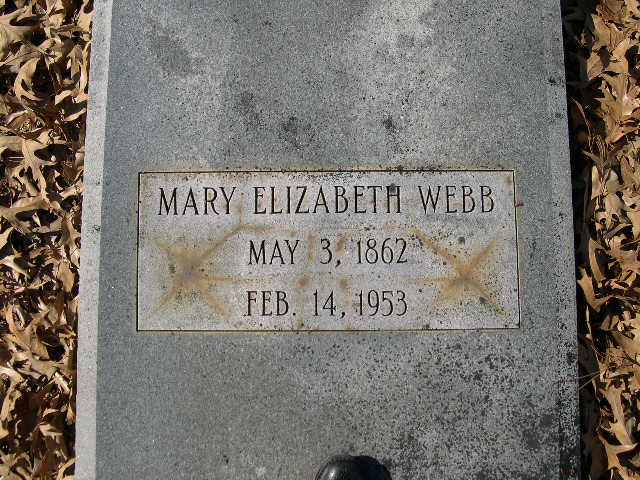 MARY ELIZABETH WEBB
MAY 3, 1862
FEB. 14, 1953